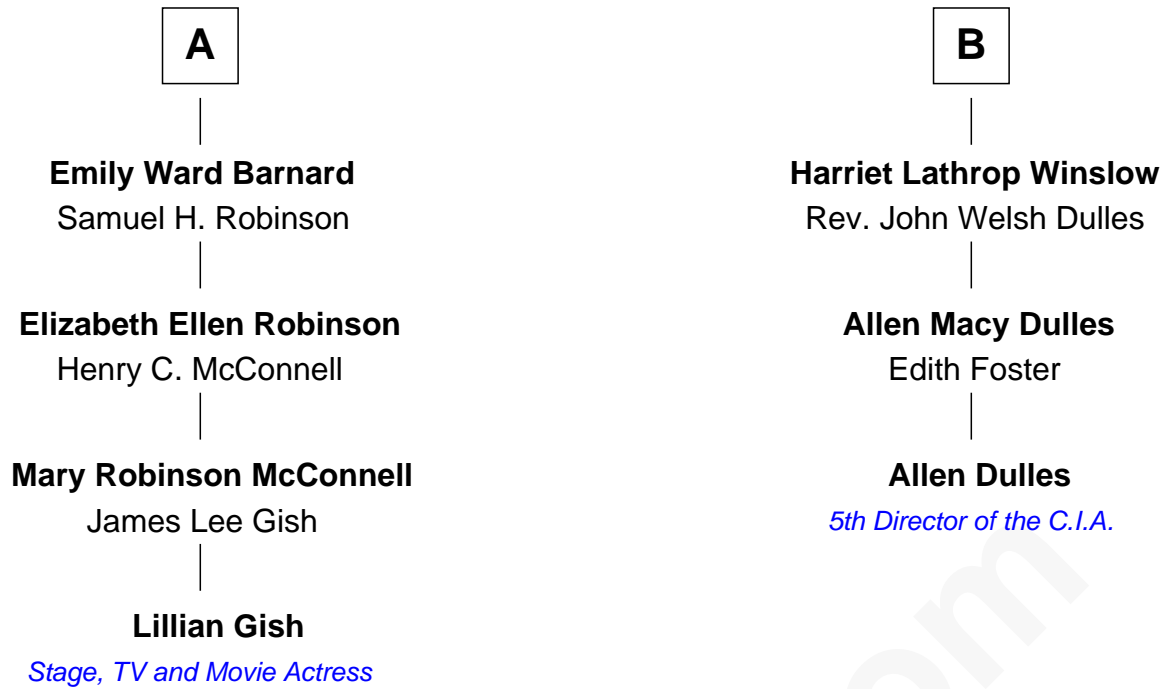 A
Emily Ward Barnard
Samuel H. Robinson
Elizabeth Ellen Robinson
Henry C. McConnell
Mary Robinson McConnell
James Lee Gish
Lillian Gish
Stage, TV and Movie Actress
B
Harriet Lathrop Winslow
Rev. John Welsh Dulles
Allen Macy Dulles
Edith Foster
Allen Dulles
5th Director of the C.I.A.
om